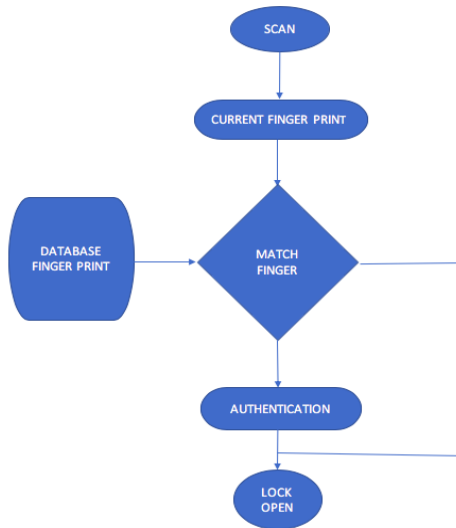 SCAN
CURRENT FINGER PRINT
DATABASE
FINGER PRINT
MATCH
FINGER
AUTHENTICATION
LOCK
OPEN